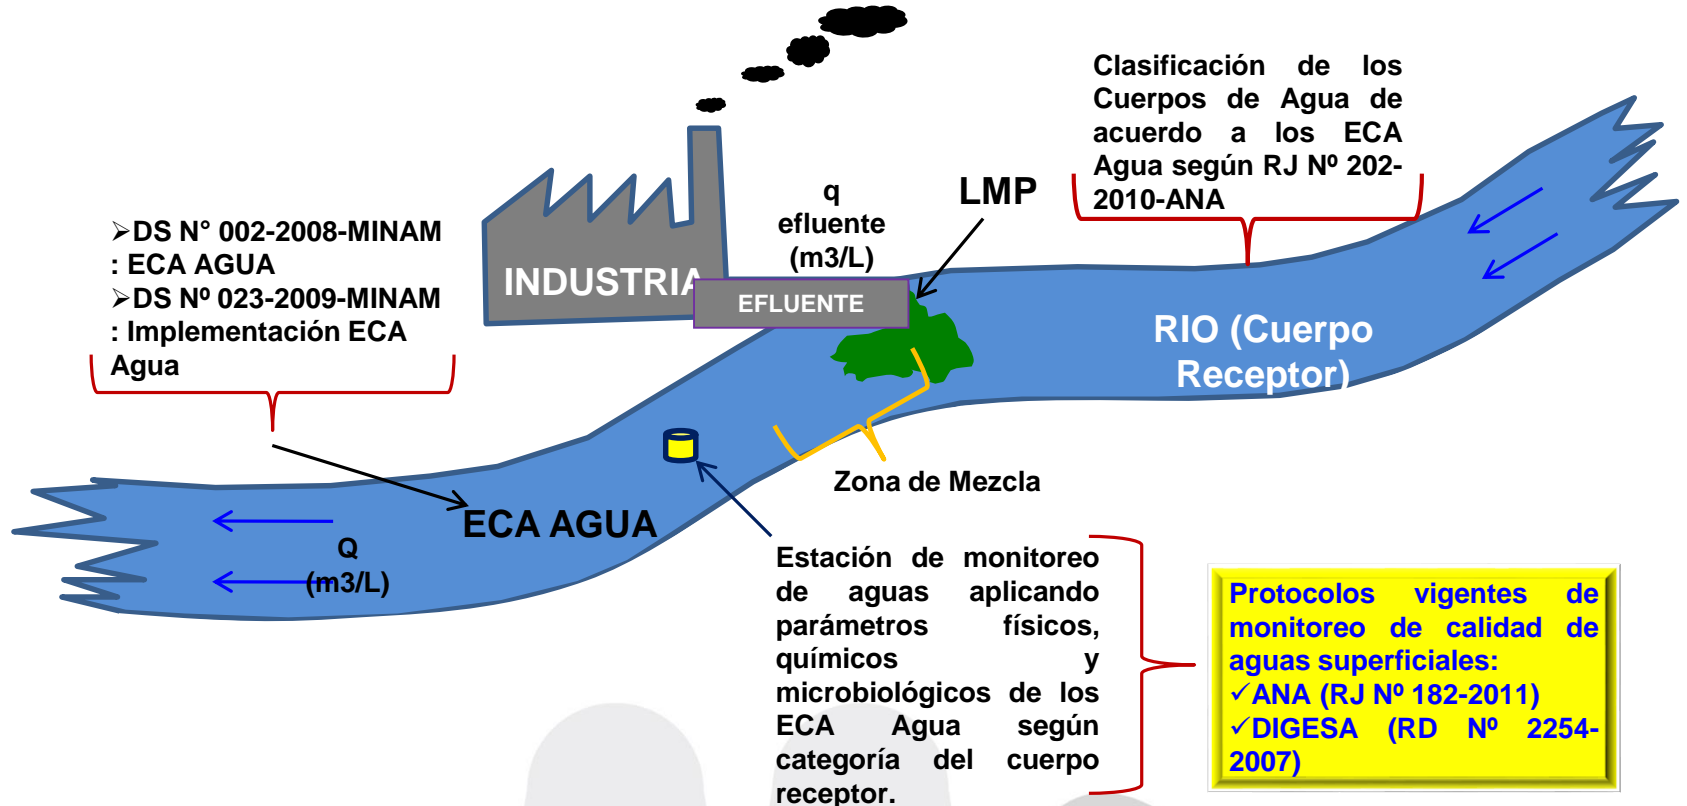 Clasificación de los
Cuerpos de Agua de
acuerdo a los ECA
Agua según RJ Nº 202-
2010-ANA
LMP
q
efluente
(m3/L)
➢DS N° 002-2008-MINAM
: ECA AGUA
➢DS Nº 023-2009-MINAM
: Implementación ECA
Agua
INDUSTRIA
EFLUENTE
RIO (Cuerpo
Receptor)
Zona de Mezcla
ECA AGUA
Q
(m3/L)
Estación de monitoreo
de aguas aplicando
parámetros físicos,
químicos y
microbiológicos de los
ECA Agua según
categoría del cuerpo
receptor.
Protocolos vigentes de
monitoreo de calidad de
aguas superficiales:
✓ANA (RJ Nº 182-2011)
✓DIGESA (RD Nº 2254-
2007)